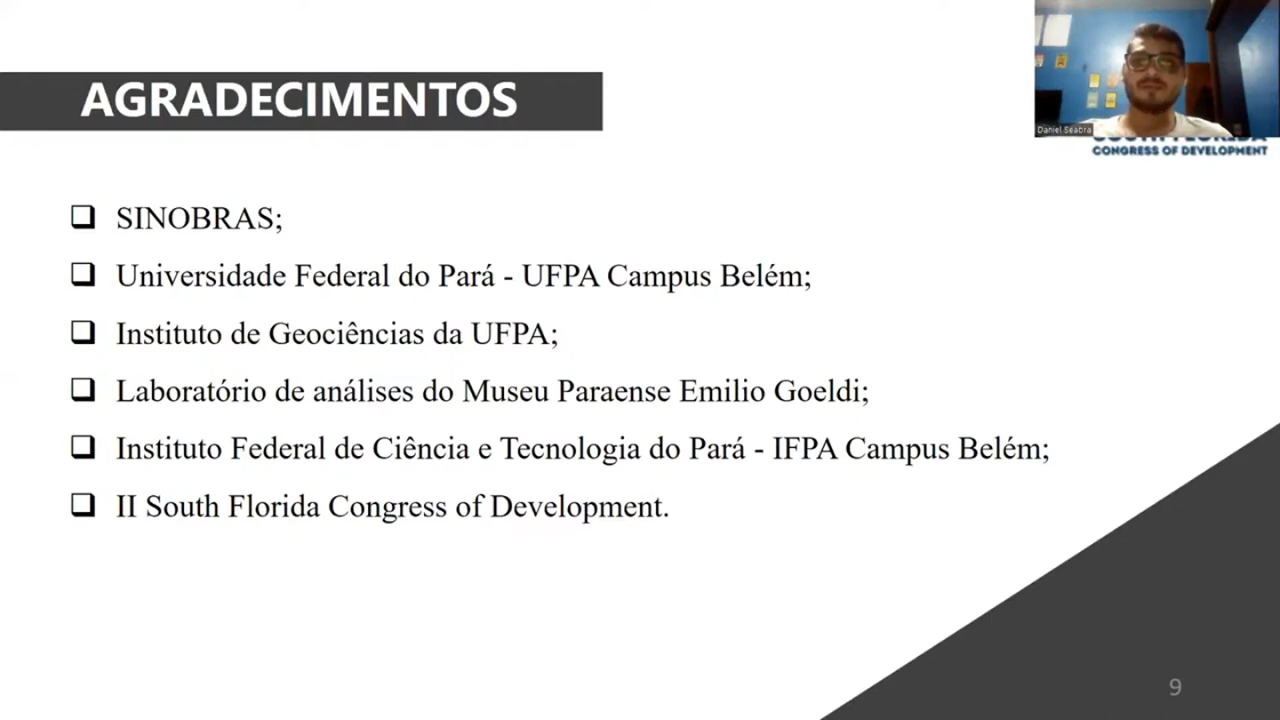 AGRADECIMENTOS
Daniel Seabra
SOUTH FLORIDA
CONGRESS OF DEVELOPMENT
SINOBRAS;
Universidade Federal do Pará - UFPA Campus Belém;
Instituto de Geociências da UFPA;
Laboratório de análises do Museu Paraense Emilio Goeldi;
Instituto Federal de Ciência e Tecnologia do Pará - IFPA Campus Belém;
II South Florida Congress of Development.
9